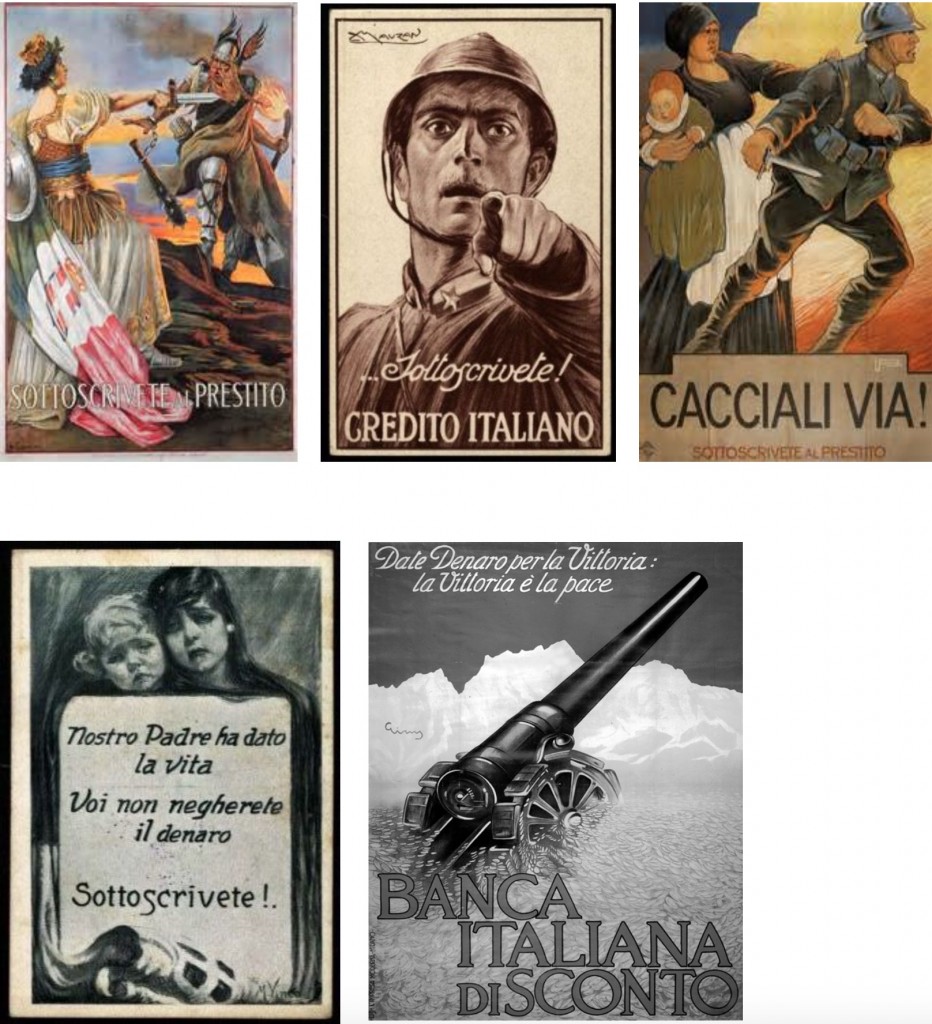 SOTTOSCRIVETE AL PRESTITO
MAUZAN
...Sottoscrivete!
CREDITO ITALIANO
CACCIALI VIA!
SOTTOSCRIVETE AL PRESTITO
Nostro Padre ha dato
la vita
Voi non negherete
il denaro
Sottoscrivete!.
Date Denaro per la Vittoria:
la Vittoria è la pace
BANCA
ITALIANA
DI SCONTO